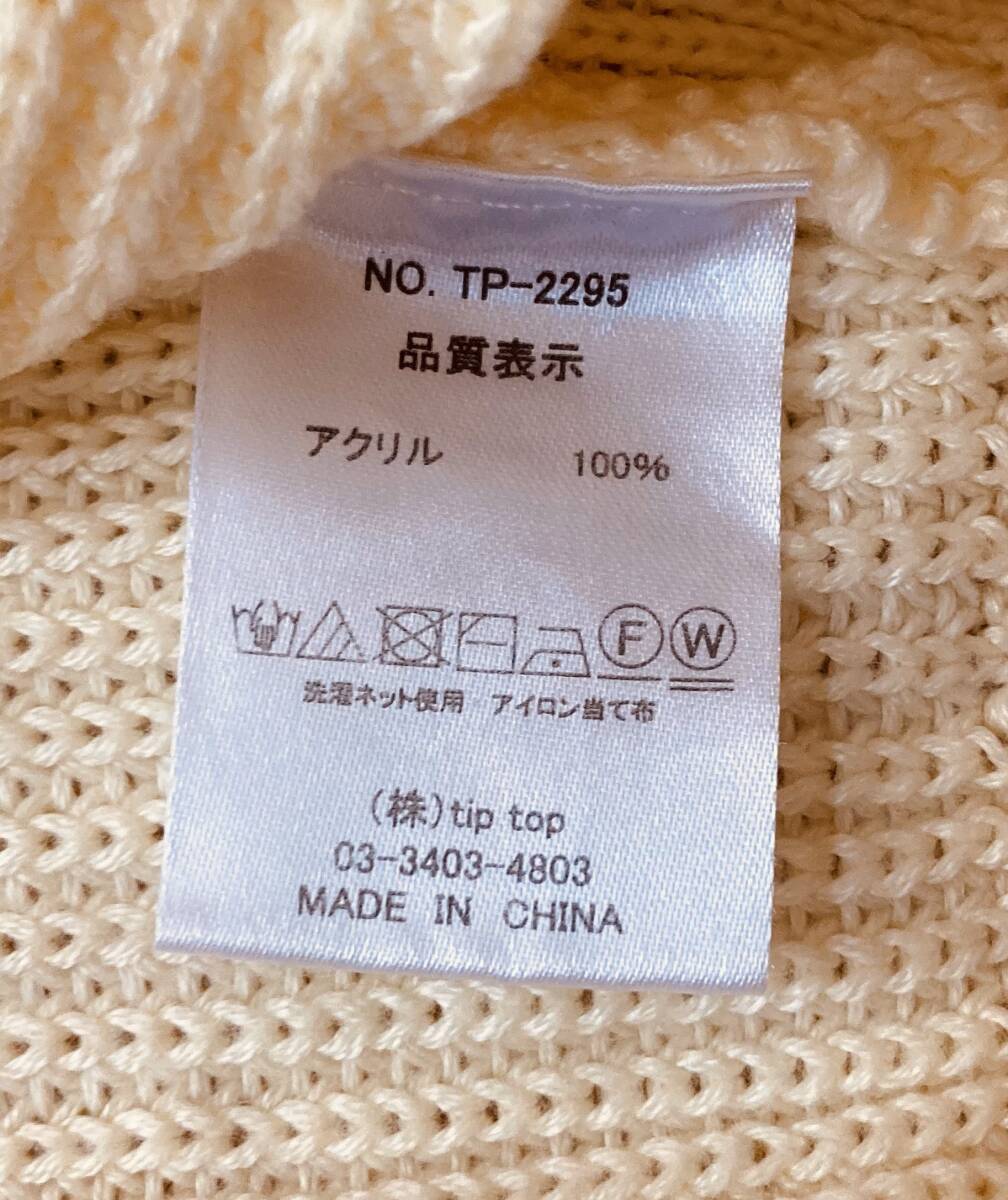 NO. TP-2295
品質表示
アクリル 100%
F W
洗濯ネット使用 アイロン当て布
(株)tip top
03-3403-4803
MADE IN CHINA